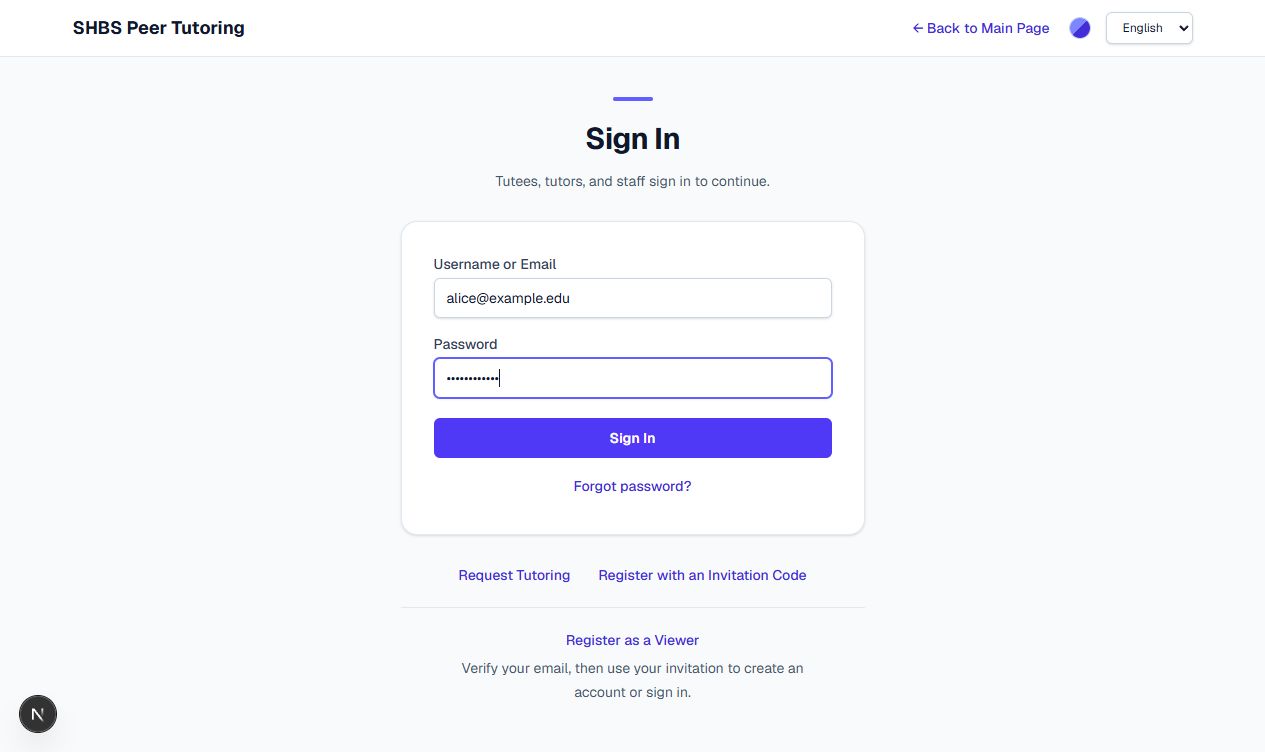 SHBS Peer Tutoring
← Back to Main Page
English
Sign In
Tutees, tutors, and staff sign in to continue.
Username or Email
alice@example.edu
Password
••••••••••••
Sign In
Forgot password?
Request Tutoring
Register with an Invitation Code
Register as a Viewer
Verify your email, then use your invitation to create an
account or sign in.
N